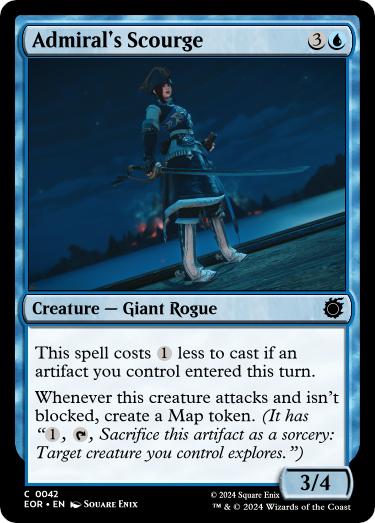 Admiral's Scourge 3
Creature — Giant Rogue
This spell costs 1 less to cast if an
artifact you control entered this turn.
Whenever this creature attacks and isn't
blocked, create a Map token. (It has
“1, , Sacrifice this artifact as a sorcery:
Target creature you control explores.”)
3/4
C 0042
EOR • EN Square Enix
© 2024 Square Enix
™ & © 2024 Wizards of the Coast